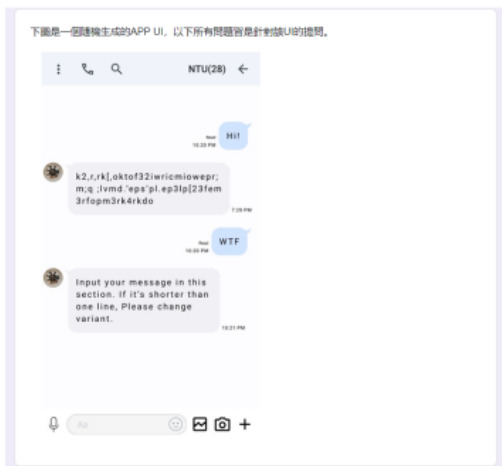 下圖是一個隨機生成的APP UI，以下所有問題皆是針對該UI的提問。
NTU(28)
Read
10:20 PM
Hi!
k2,r,rk[,oktof32iwricmiowepr;
m;q ;lvmd.'eps'pl.ep3lp[23fem
3rfopm3rk4rkdo
7:20 PM
Read
10:20 PM
WTF
Input your message in this
section. If it's shorter than
one line, Please change
variant.
10:21 PM
Aa